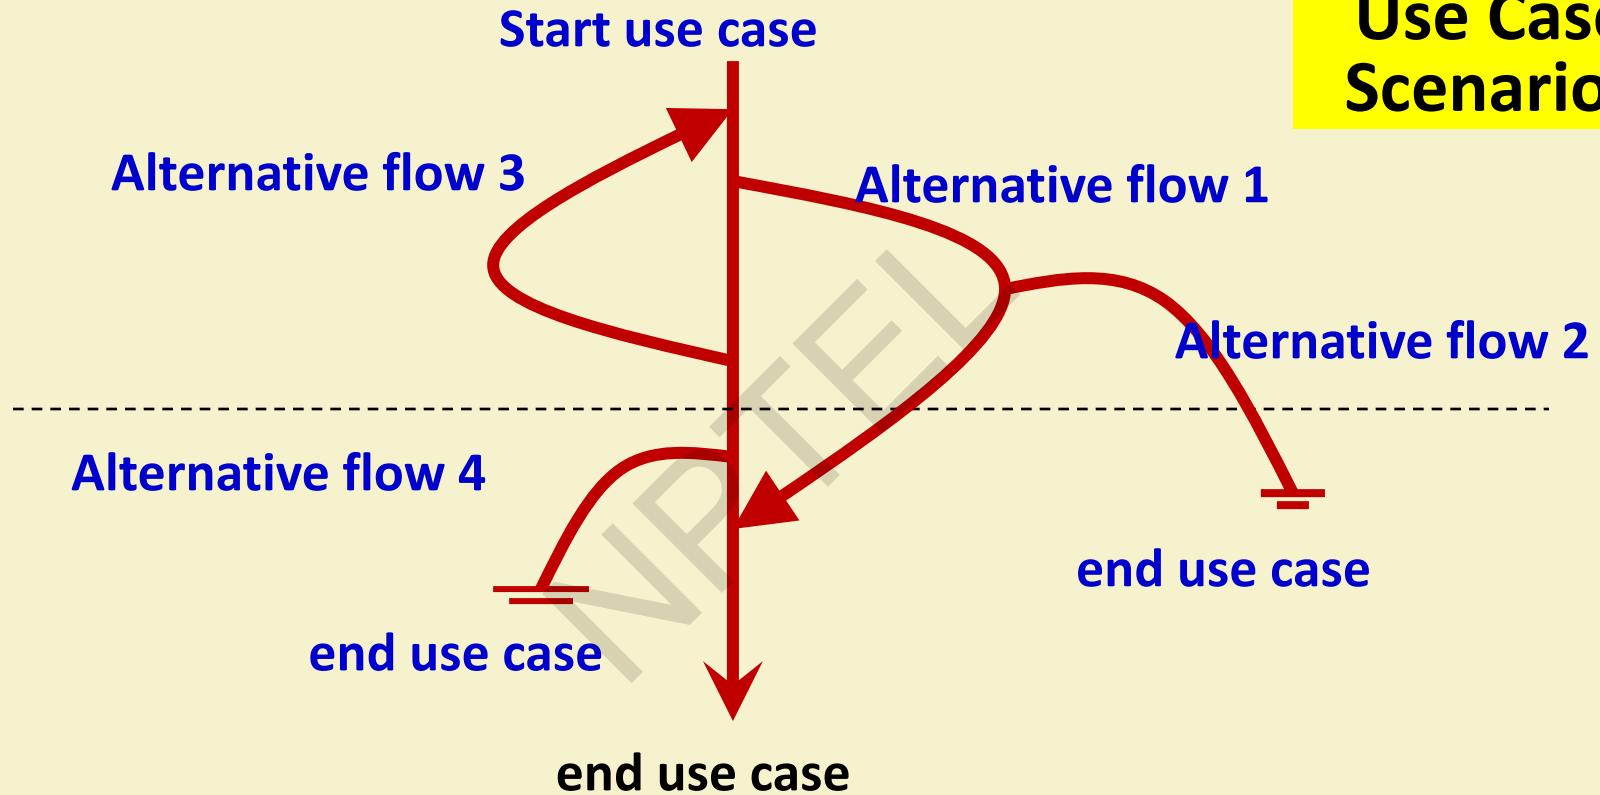 Start use case
Use Case
Scenario
Alternative flow 3
Alternative flow 1
Alternative flow 2
Alternative flow 4
end use case
end use case
end use case
NPTEL